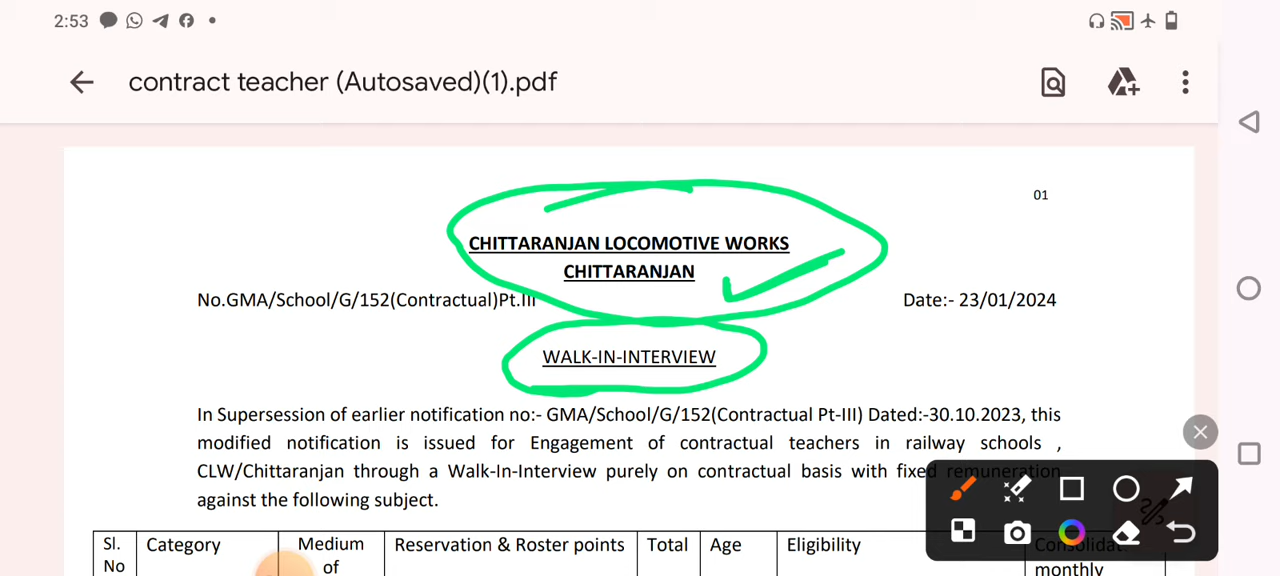 2:53
contract teacher (Autosaved)(1).pdf
01
CHITTARANJAN LOCOMOTIVE WORKS
CHITTARANJAN
No.GMA/School/G/152(Contractual)Pt.III
Date:- 23/01/2024
WALK-IN-INTERVIEW
In Supersession of earlier notification no:- GMA/School/G/152(Contractual Pt-III) Dated:-30.10.2023, this
modified notification is issued for Engagement of contractual teachers in railway schools ,
CLW/Chittaranjan through a Walk-In-Interview purely on contractual basis with fixed remuneration
against the following subject.
Sl. Category Medium Reservation & Roster points Total Age Eligibility Consolidat
No of monthly